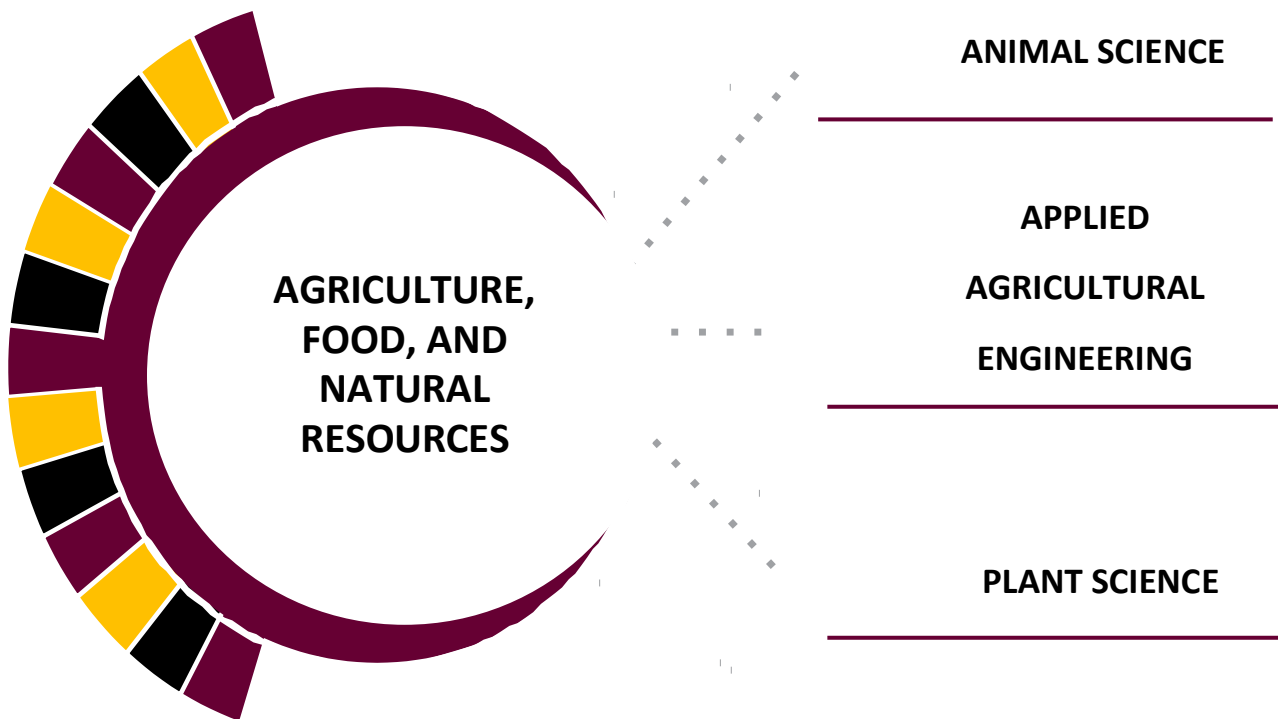 AGRICULTURE,
FOOD, AND
NATURAL
RESOURCES
ANIMAL SCIENCE
APPLIED
AGRICULTURAL
ENGINEERING
PLANT SCIENCE